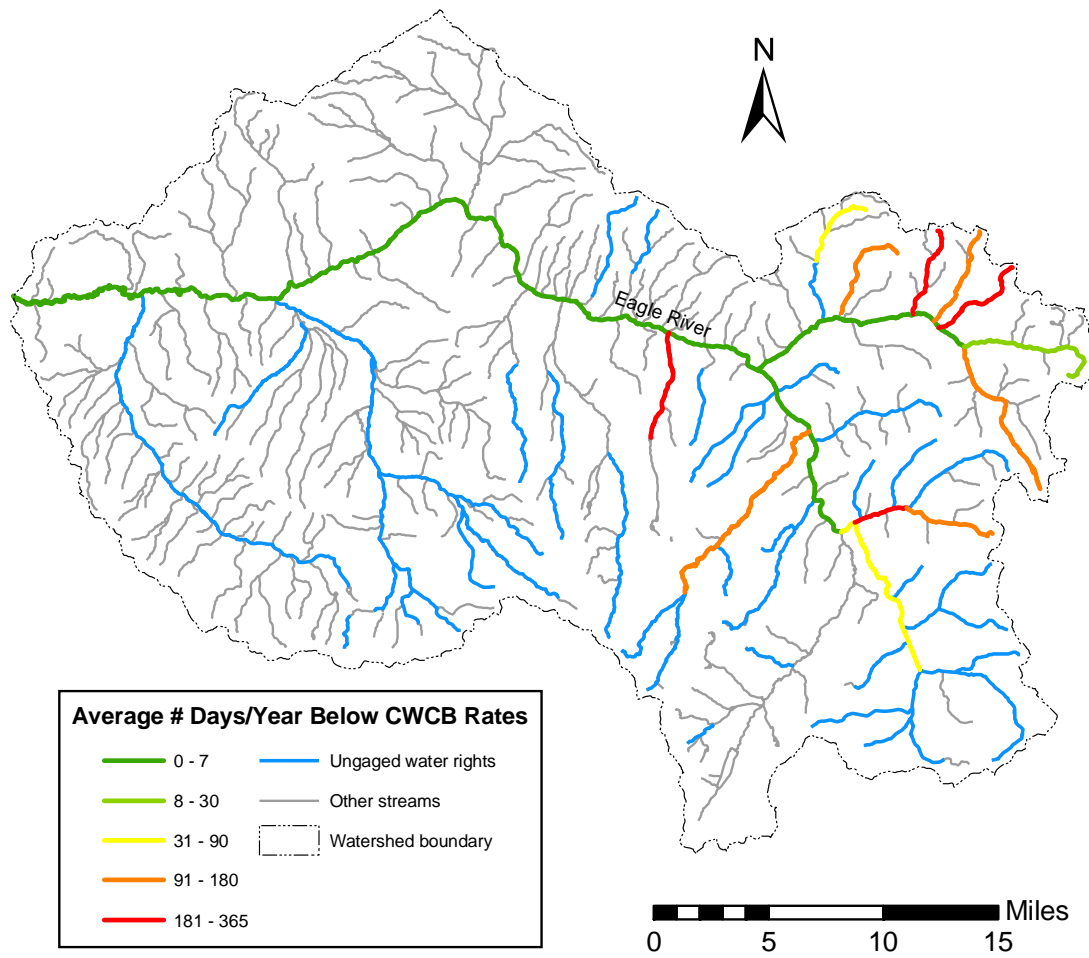 N
Eagle River
Average # Days/Year Below CWCB Rates
0 - 7
Ungaged water rights
8 - 30
Other streams
31 - 90
Watershed boundary
91 - 180
181 - 365
Miles
0 5 10 15